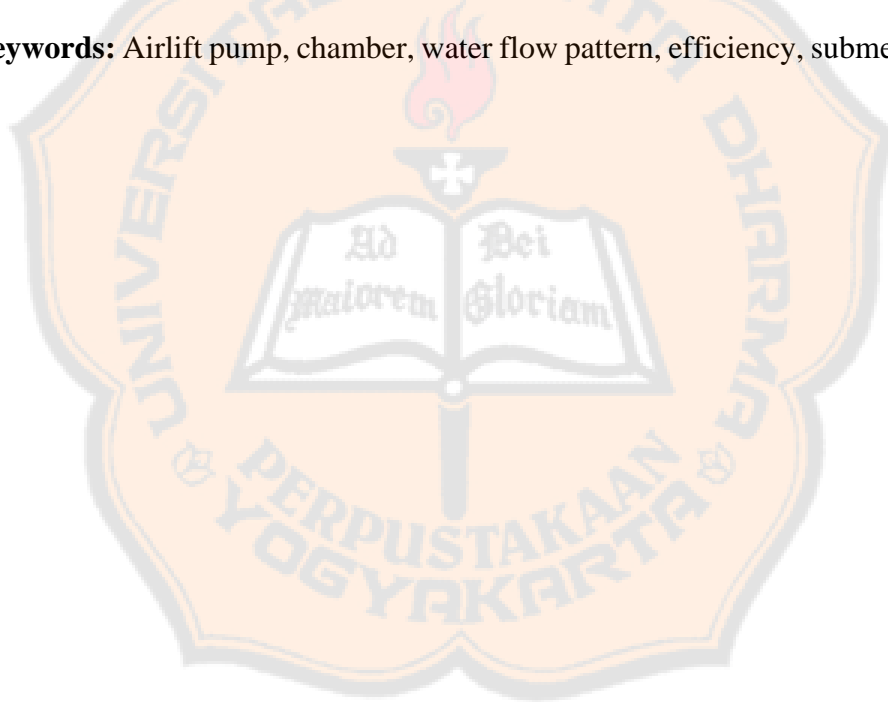 eywords: Airlift pump, chamber, water flow pattern, efficiency, subme
Ad Dei
Maiorem Gloriam
DHARMA
PERPUSTAKAAN
YOGYAKARTA